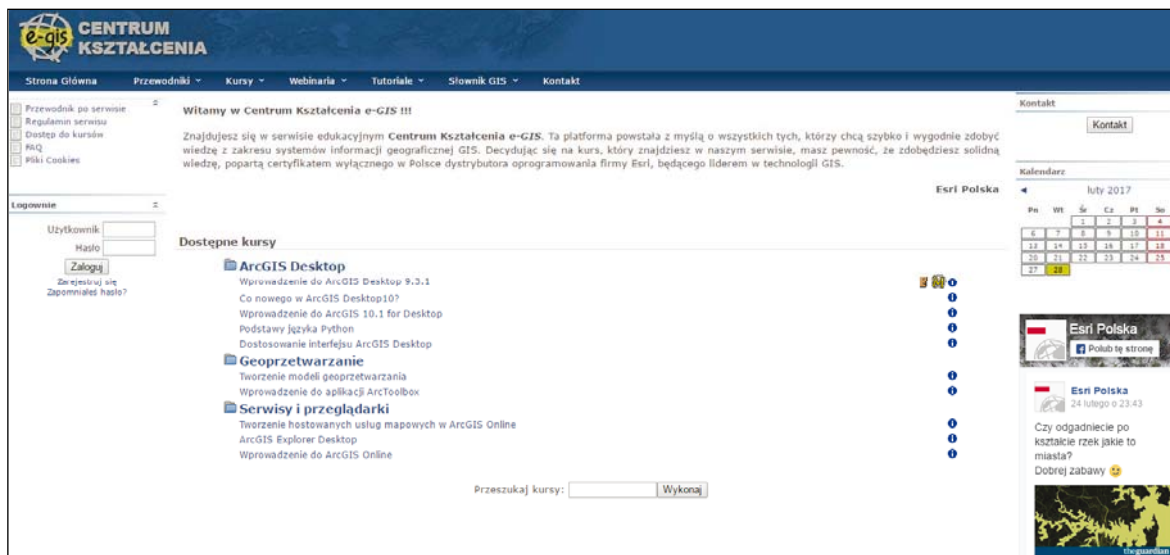 e-gis CENTRUM
KSZTAŁCENIA
Strona Główna Przewodniki Kursy Webinaria Tutoriale Słownik GIS Kontakt
Przewodnik po serwisie
Regulamin serwisu
Dostęp do kursów
FAQ
Pliki Cookies
Logownie
Użytkownik
Hasło
Zaloguj
Zarejestruj się
Zapomniałeś hasło?
Witamy w Centrum Kształcenia e-GIS !!!
Znajdujesz się w serwisie edukacyjnym Centrum Kształcenia e-GIS. Ta platforma powstała z myślą o wszystkich tych, którzy chcą szybko i wygodnie zdobyć
wiedzę z zakresu systemów informacji geograficznej GIS. Decydując się na kurs, który znajdziesz w naszym serwisie, masz pewność, że zdobędziesz solidną
wiedzę, popartą certyfikatem wyłącznego w Polsce dystrybutora oprogramowania firmy Esri, będącego liderem w technologii GIS.
Esri Polska
Dostępne kursy
ArcGIS Desktop
Wprowadzenie do ArcGIS Desktop 9.3.1
Co nowego w ArcGIS Desktop10?
Wprowadzenie do ArcGIS 10.1 for Desktop
Podstawy języka Python
Dostosowanie interfejsu ArcGIS Desktop
Geoprzetwarzanie
Tworzenie modeli geoprzetwarzania
Wprowadzenie do aplikacji ArcToolbox
Serwisy i przeglądarki
Tworzenie hostowanych usług mapowych w ArcGIS Online
ArcGIS Explorer Desktop
Wprowadzenie do ArcGIS Online
Przeszukaj kursy: Wykonaj
Kontakt
Kontakt
Kalendarz
luty 2017
Pn Wt Śr Cz Pt So
1 2 3 4
6 7 8 9 10 11
13 14 15 16 17 18
20 21 22 23 24 25
27 28
Esri Polska
Polub tę stronę
Esri Polska
24 lutego o 23:43
Czy odgadniecie po
kształcie rzek jakie to
miasta?
Dobrej zabawy
theguardian